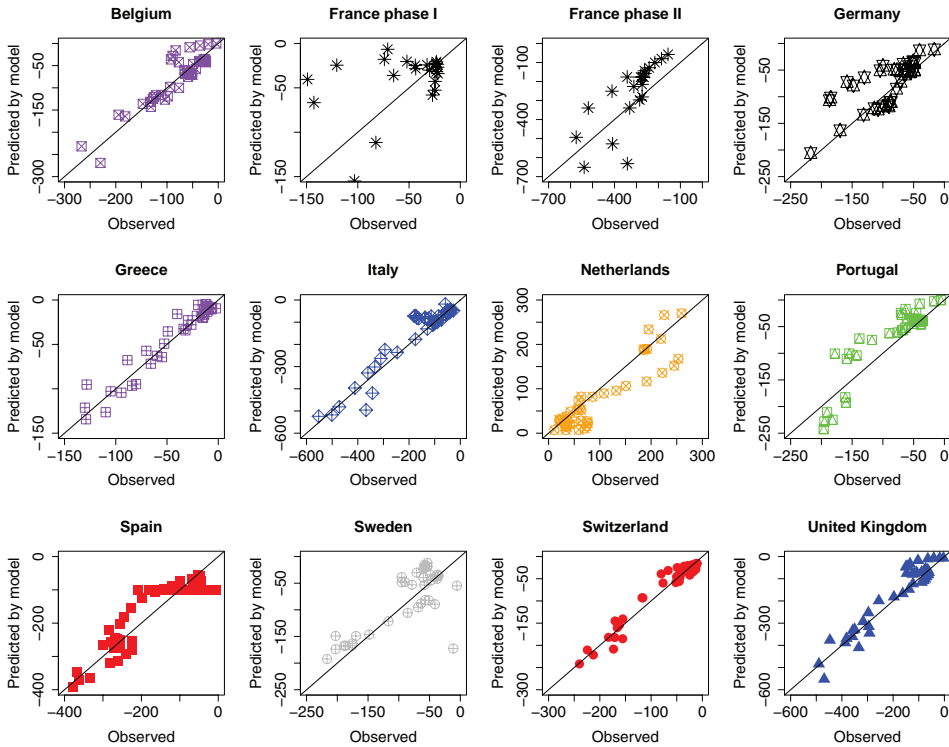 Belgium
Predicted by model
−50
−150
−300
−300 −200 −100 0
Observed
France phase I
Predicted by model
0
−50
−150
−150 −100 −50 0
Observed
France phase II
Predicted by model
−100
−400
−700
−700 −400 −100
Observed
Germany
Predicted by model
−50
−150
−250
−250 −150 −50 0
Observed
Greece
Predicted by model
0
−50
−150
−150 −100 −50 0
Observed
Italy
Predicted by model
0
−300
−600
−600 −400 −200 0
Observed
Netherlands
Predicted by model
300
200
100
0
0 100 200 300
Observed
Portugal
Predicted by model
−50
−150
−250
−250 −150 −50 0
Observed
Spain
Predicted by model
0
−200
−400
−400 −200 0
Observed
Sweden
Predicted by model
−50
−150
−250
−250 −150 −50 0
Observed
Switzerland
Predicted by model
−50
−150
−300
−300 −200 −100 0
Observed
United Kingdom
Predicted by model
0
−300
−600
−600 −400 −200 0
Observed